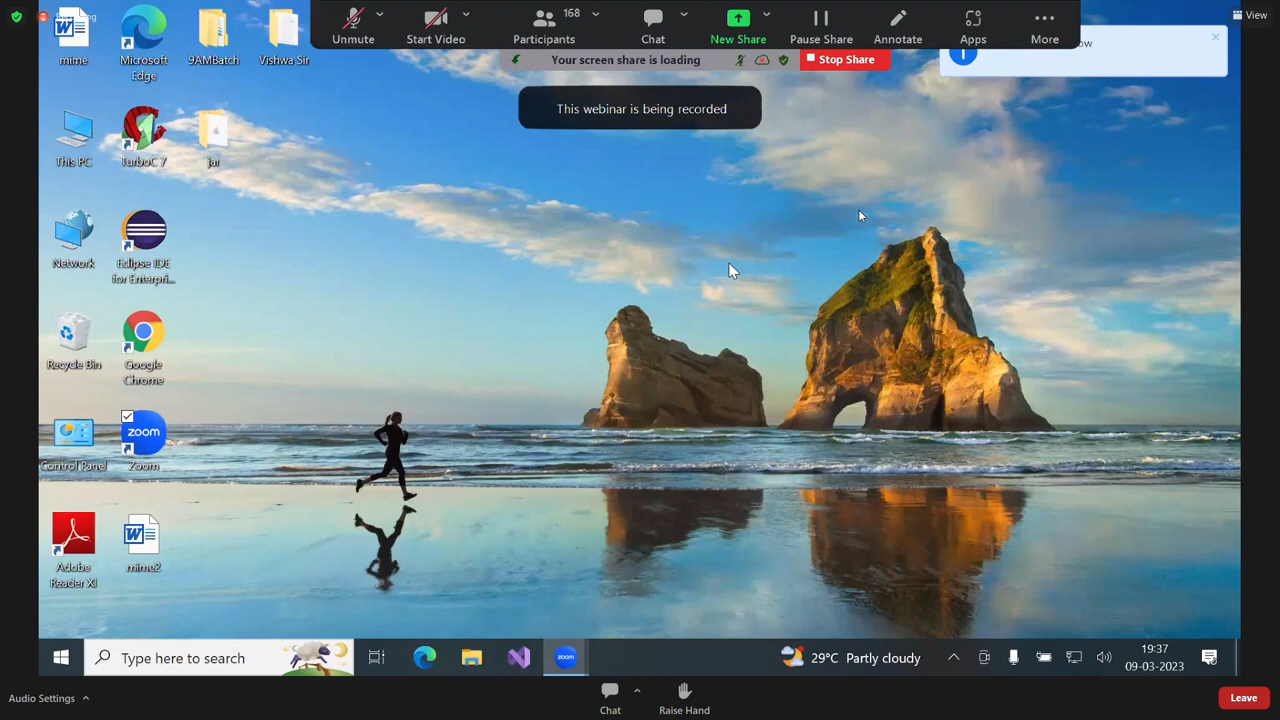 Unmute
Start Video
168
Participants
Chat
New Share
Pause Share
Annotate
Apps
More
View
Your screen share is loading
Stop Share
This webinar is being recorded
mime
Microsoft
Edge
9AMBatch
Vishwa Sir
This PC
TurboC 7
jar
Network
Eclipse IDE
for Enterpri...
Recycle Bin
Google
Chrome
zoom
Control Panel
Zoom
Adobe
Reader XI
mime2
Type here to search
zoom
29°C Partly cloudy
19:37
09-03-2023
Audio Settings
Chat
Raise Hand
Leave